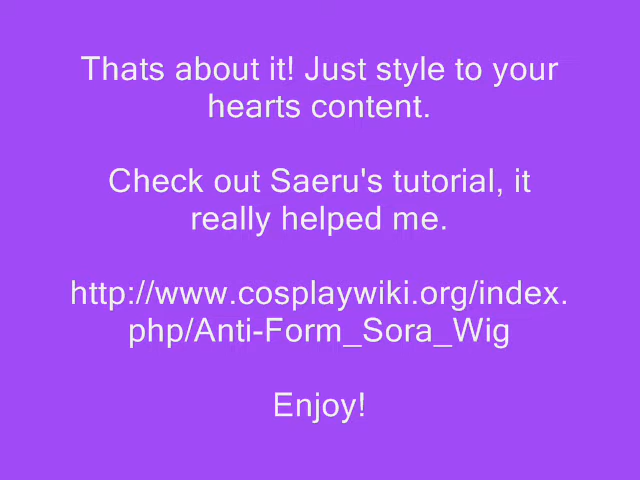 Thats about it! Just style to your
hearts content.
Check out Saeru's tutorial, it
really helped me.
http://www.cosplaywiki.org/index.
php/Anti-Form_Sora_Wig
Enjoy!